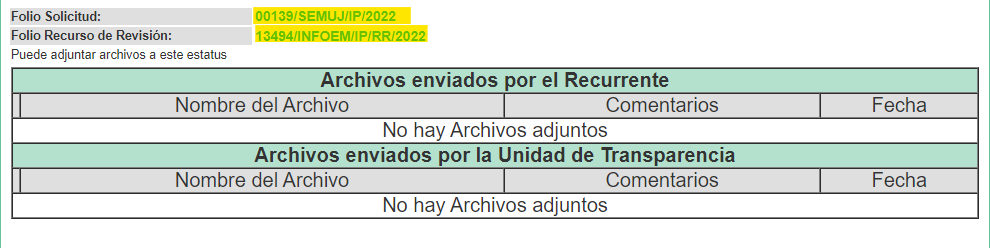 Folio Solicitud: 00139/SEMUJ/IP/2022
Folio Recurso de Revisión: 13494/INFOEM/IP/RR/2022
Puede adjuntar archivos a este estatus
Archivos enviados por el Recurrente
Nombre del Archivo Comentarios Fecha
No hay Archivos adjuntos
Archivos enviados por la Unidad de Transparencia
Nombre del Archivo Comentarios Fecha
No hay Archivos adjuntos